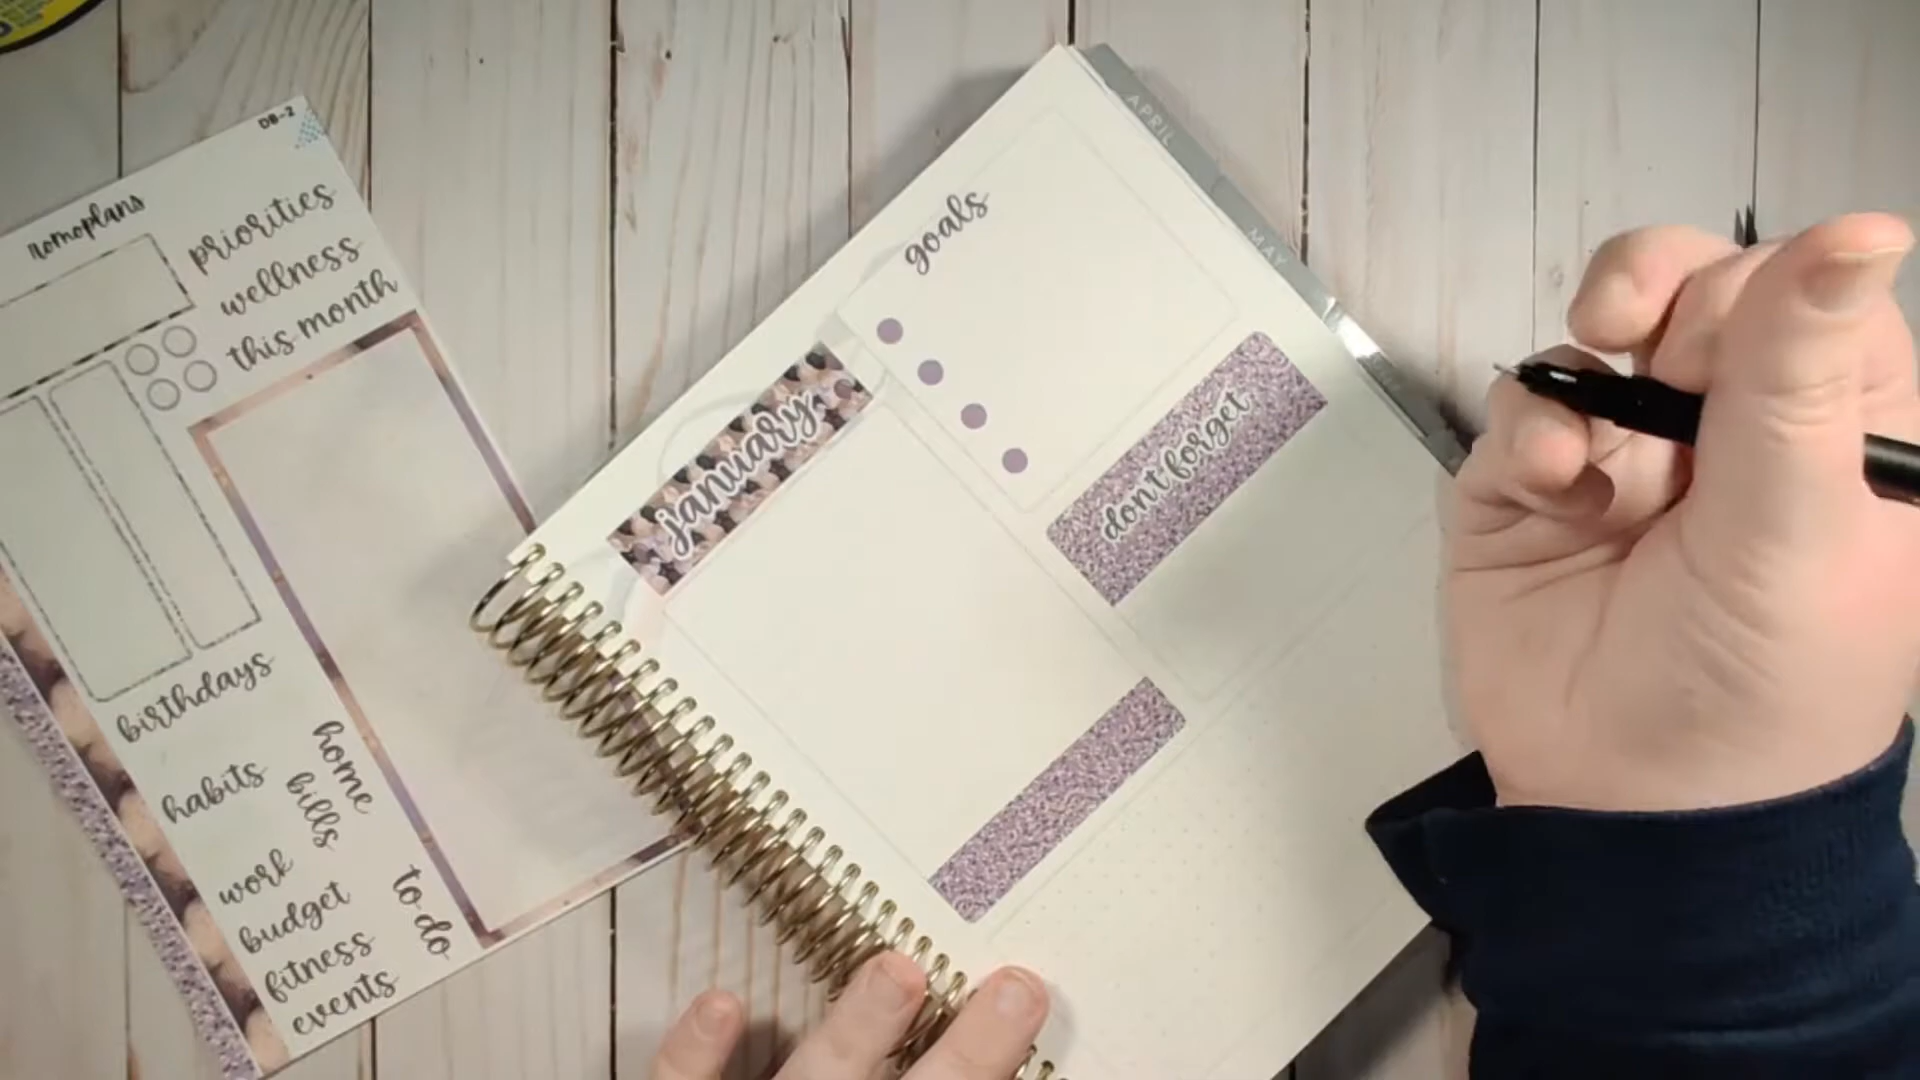 DB-2
romoplans
priorities
wellness
this month
birthdays
habits
home
bills
work
budget
fitness
events
to do
goals
january
don't forget
APRIL
MAY